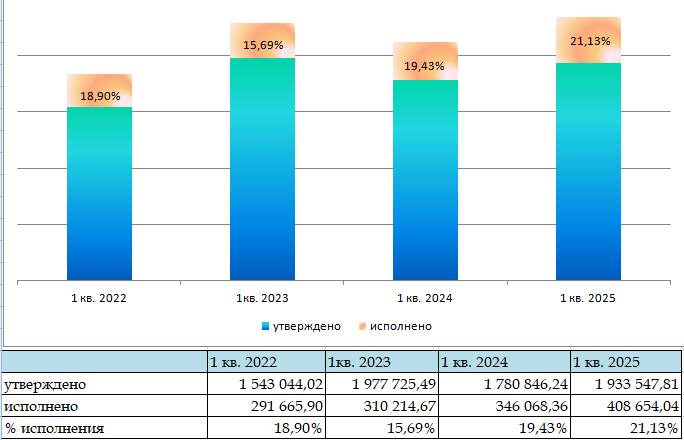 18,90%
15,69%
19,43%
21,13%
1 кв. 2022 1кв. 2023 1 кв. 2024 1 кв. 2025
утверждено исполнено
1 кв. 2022 1кв. 2023 1 кв. 2024 1 кв. 2025
утверждено 1 543 044,02 1 977 725,49 1 780 846,24 1 933 547,81
исполнено 291 665,90 310 214,67 346 068,36 408 654,04
% исполнения 18,90% 15,69% 19,43% 21,13%